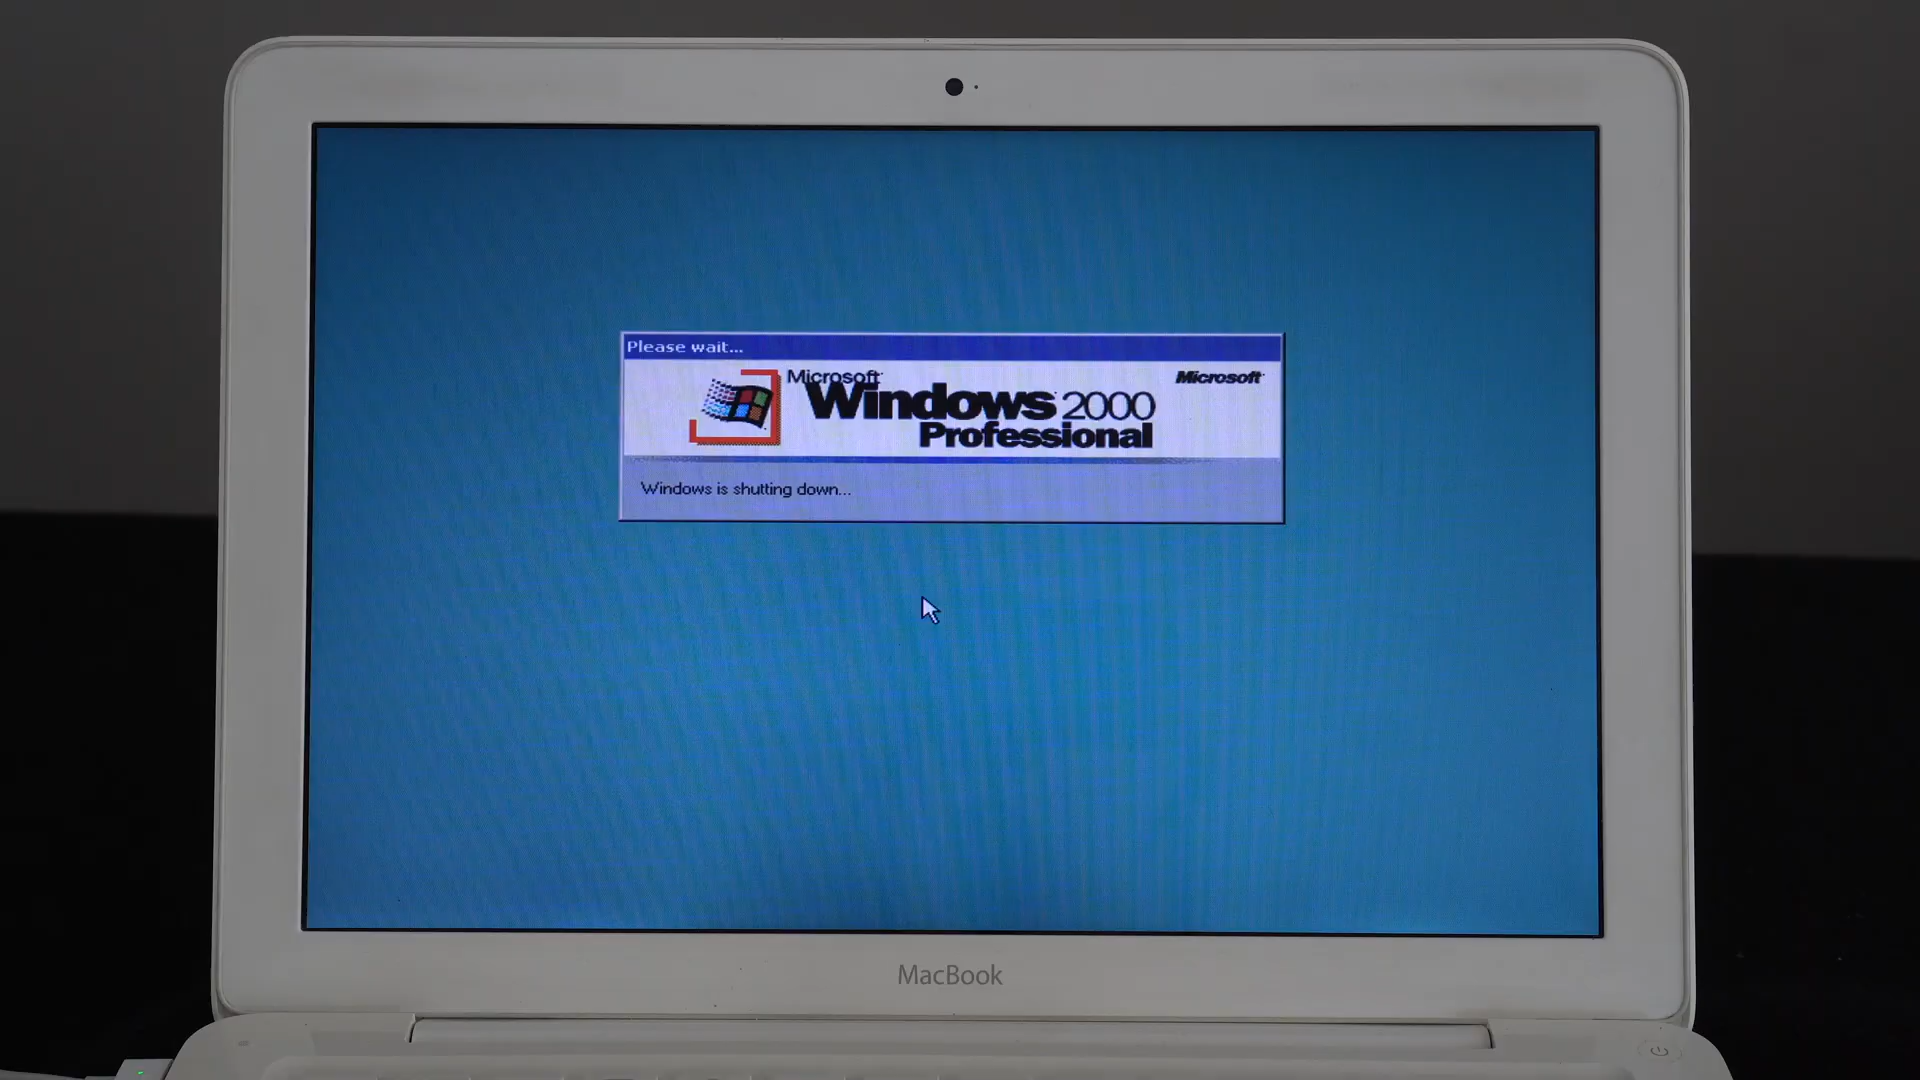 Please wait...
Microsoft
Microsoft
Windows 2000
Professional
Windows is shutting down...
MacBook